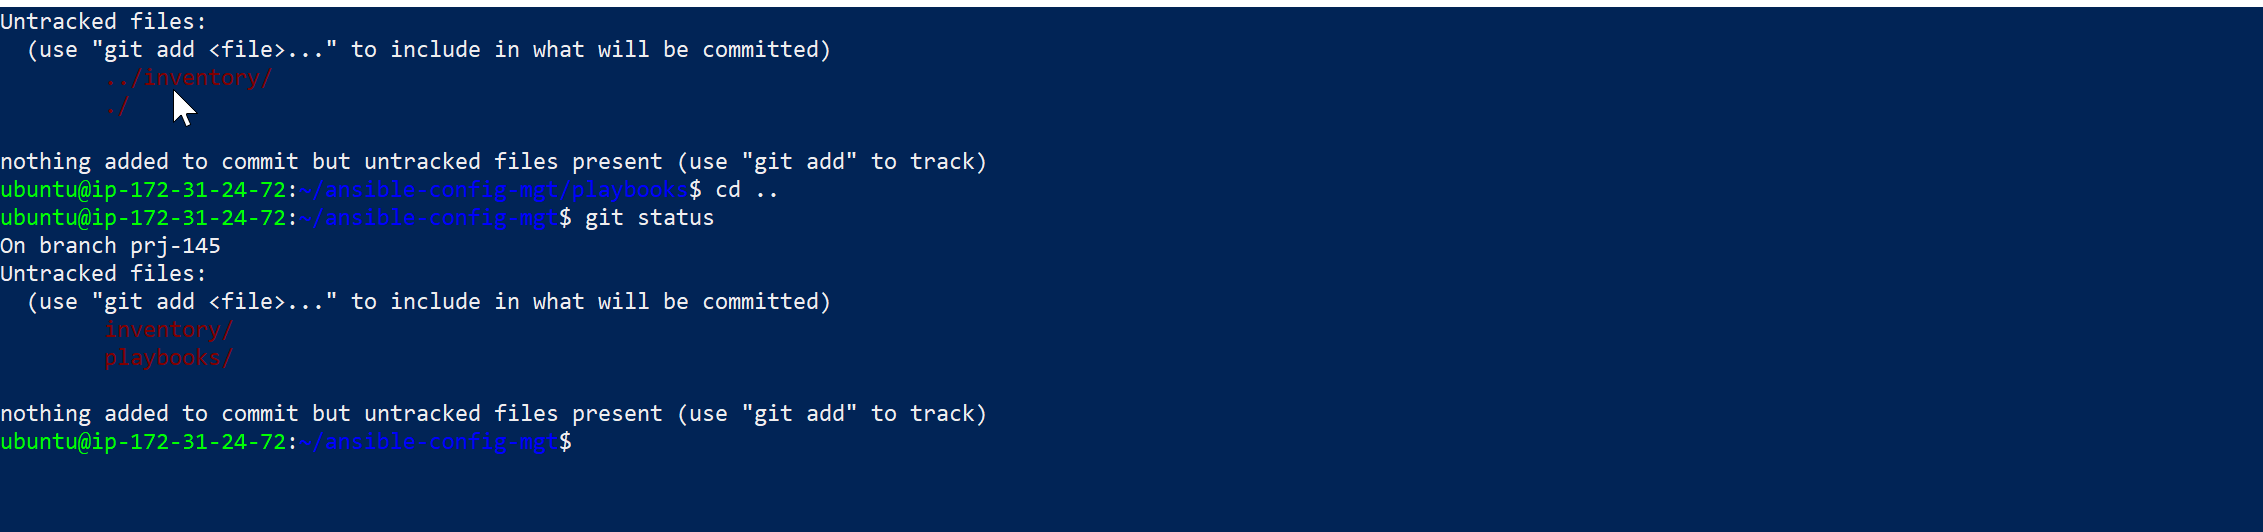 Untracked files:
  (use "git add <file>..." to include in what will be committed)
        ../inventory/
        ./

nothing added to commit but untracked files present (use "git add" to track)
ubuntu@ip-172-31-24-72:~/ansible-config-mgt/playbooks$ cd ..
ubuntu@ip-172-31-24-72:~/ansible-config-mgt$ git status
On branch prj-145
Untracked files:
  (use "git add <file>..." to include in what will be committed)
        inventory/
        playbooks/

nothing added to commit but untracked files present (use "git add" to track)
ubuntu@ip-172-31-24-72:~/ansible-config-mgt$